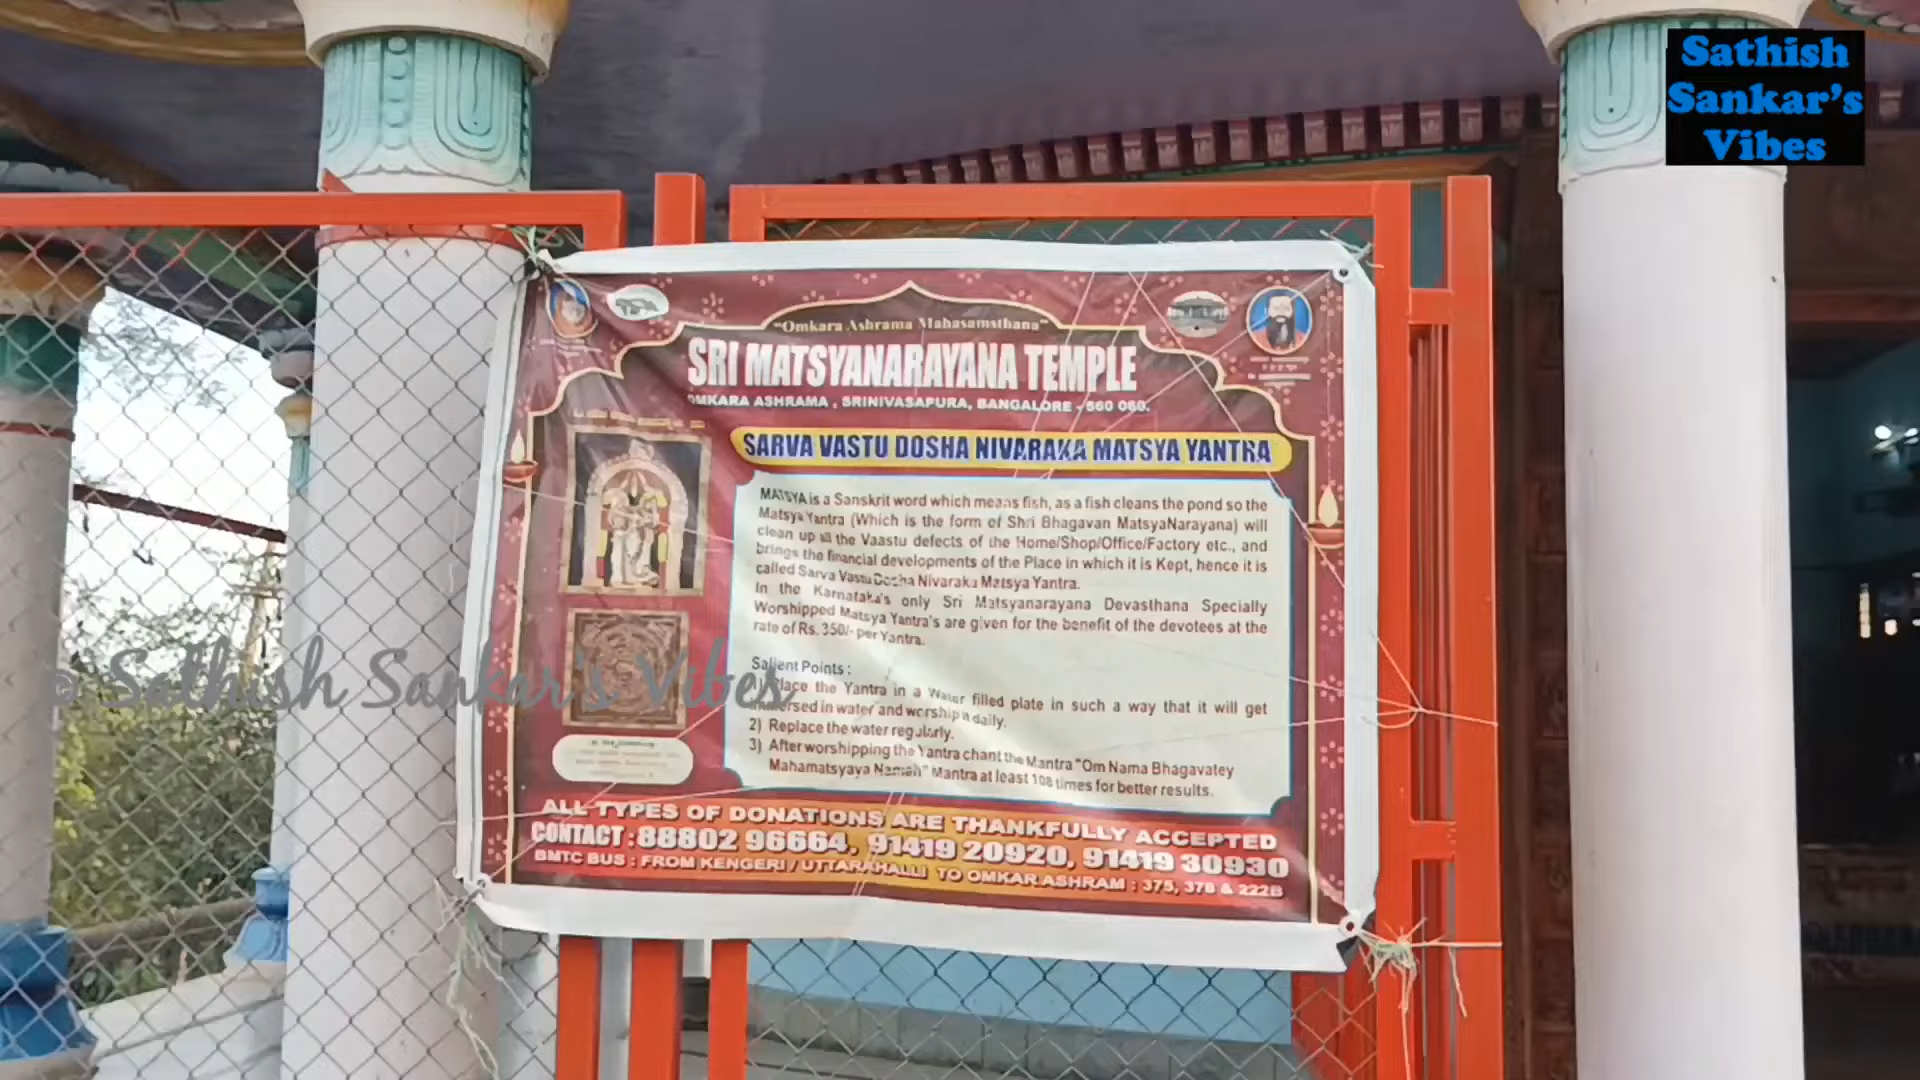 Sathish
Sankar's
Vibes
"Omkara Ashrama Mahasamsthana"
SRI MATSYANARAYANA TEMPLE
OMKARA ASHRAMA , SRINIVASAPURA, BANGALORE - 560 060.
SARVA VASTU DOSHA NIVARAKA MATSYA YANTRA
MATSYA is a Sanskrit word which means fish, as a fish cleans the pond so the
Matsya Yantra (Which is the form of Shri Bhagavan MatsyaNarayana) will
clean up all the Vaastu defects of the Home/Shop/Office/Factory etc., and
brings the financial developments of the Place in which it is Kept, hence it is
called Sarva Vastu Dosha Nivaraka Matsya Yantra.
In the Karnataka's only Sri Matsyanarayana Devasthana Specially
Worshipped Matsya Yantra's are given for the benefit of the devotees at the
rate of Rs. 350/- per Yantra.
Salient Points :
Place the Yantra in a Water filled plate in such a way that it will get
immersed in water and worship it daily.
2) Replace the water regularly.
3) After worshipping the Yantra chant the Mantra "Om Nama Bhagavatey
Mahamatsyaya Namah" Mantra at least 108 times for better results.
© Sathish Sankar's Vibes
ALL TYPES OF DONATIONS ARE THANKFULLY ACCEPTED
CONTACT : 88802 96664, 91419 20920, 91419 30930
BMTC BUS : FROM KENGERI / UTTARAHALLI TO OMKAR ASHRAM : 375, 378 & 222B